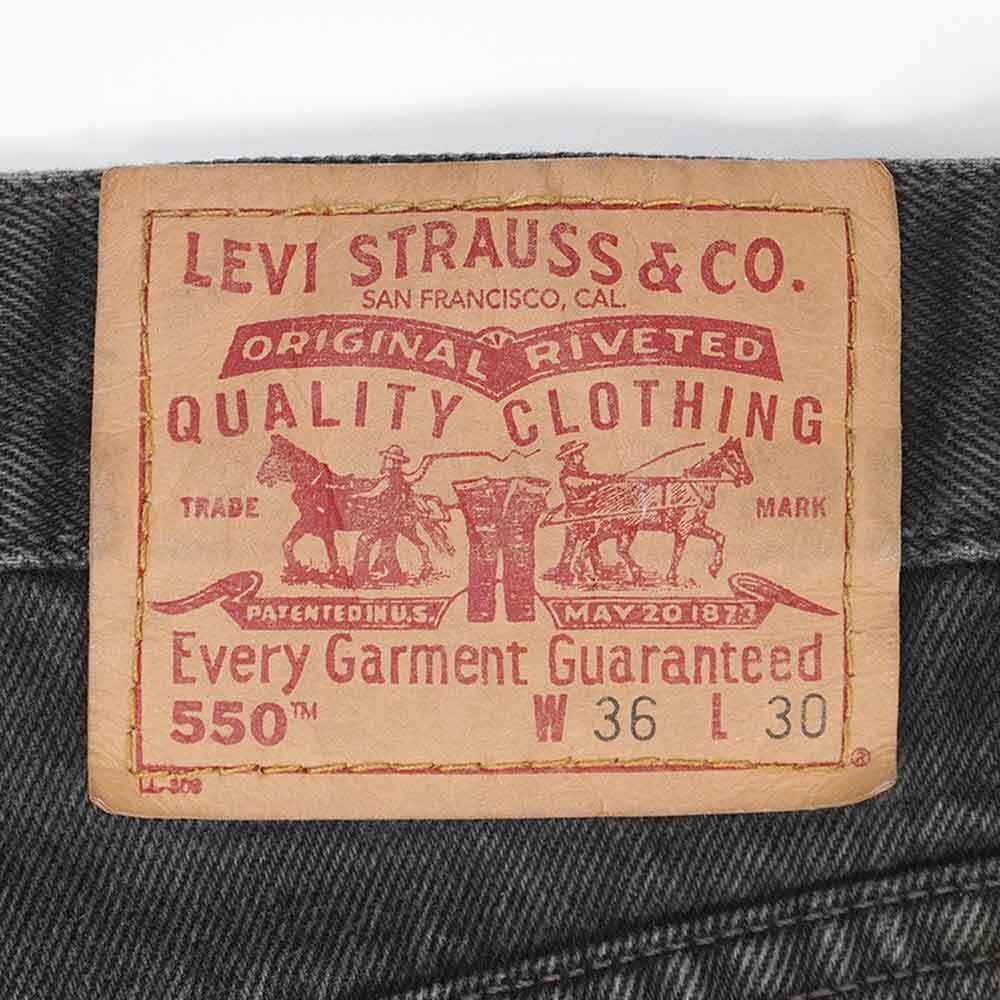 LEVI STRAUSS & CO.
SAN FRANCISCO, CAL.
ORIGINAL RIVETED
QUALITY CLOTHING
TRADE MARK
PATENTED IN U.S. MAY 20 1873
Every Garment Guaranteed
550™ W 36 L 30
®